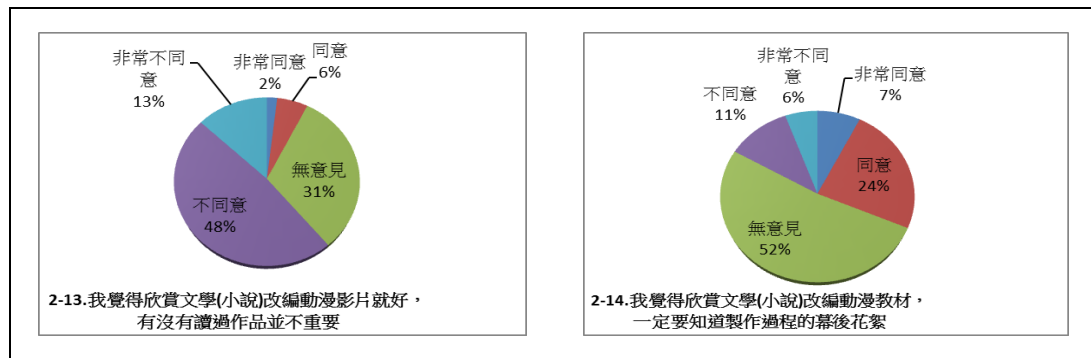 非常不同
意
13%
非常同意
2%
同意
6%
無意見
31%
不同意
48%
2-13.我覺得欣賞文學(小說)改編動漫影片就好，
有沒有讀過作品並不重要
非常不同
意
6%
非常同意
7%
不同意
11%
同意
24%
無意見
52%
2-14.我覺得欣賞文學(小說)改編動漫教材，
一定要知道製作過程的幕後花絮